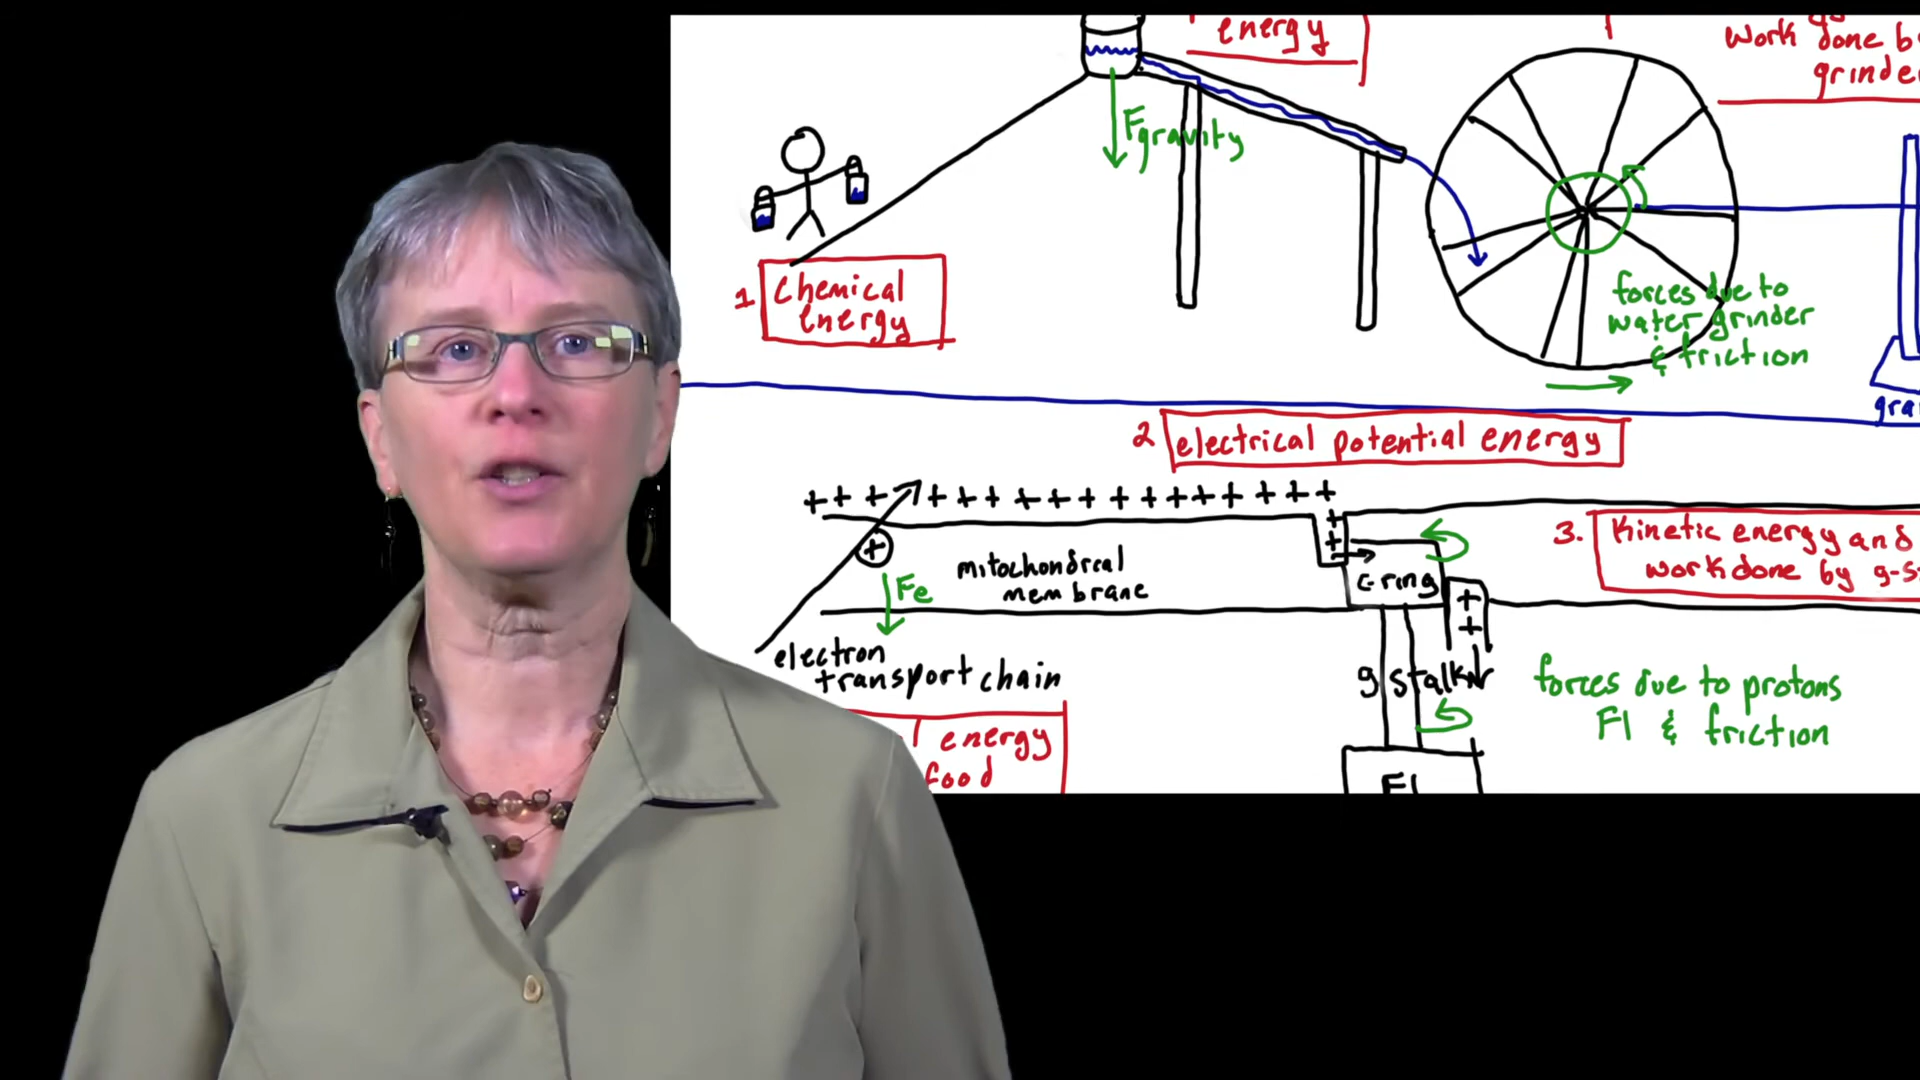 energy
work done b
grinde
Fgravity
1 Chemical
energy
forces due to
water grinder
& friction
gra
2 electrical potential energy
+ + + + + + + + + + + + + + + + +
+
+
+
mitochondrial
membrane
Fe
c-ring
3. Kinetic energy and
work done by g-s
+
+
electron
transport chain
g stalk
forces due to protons
F1 & friction
energy
food
F1